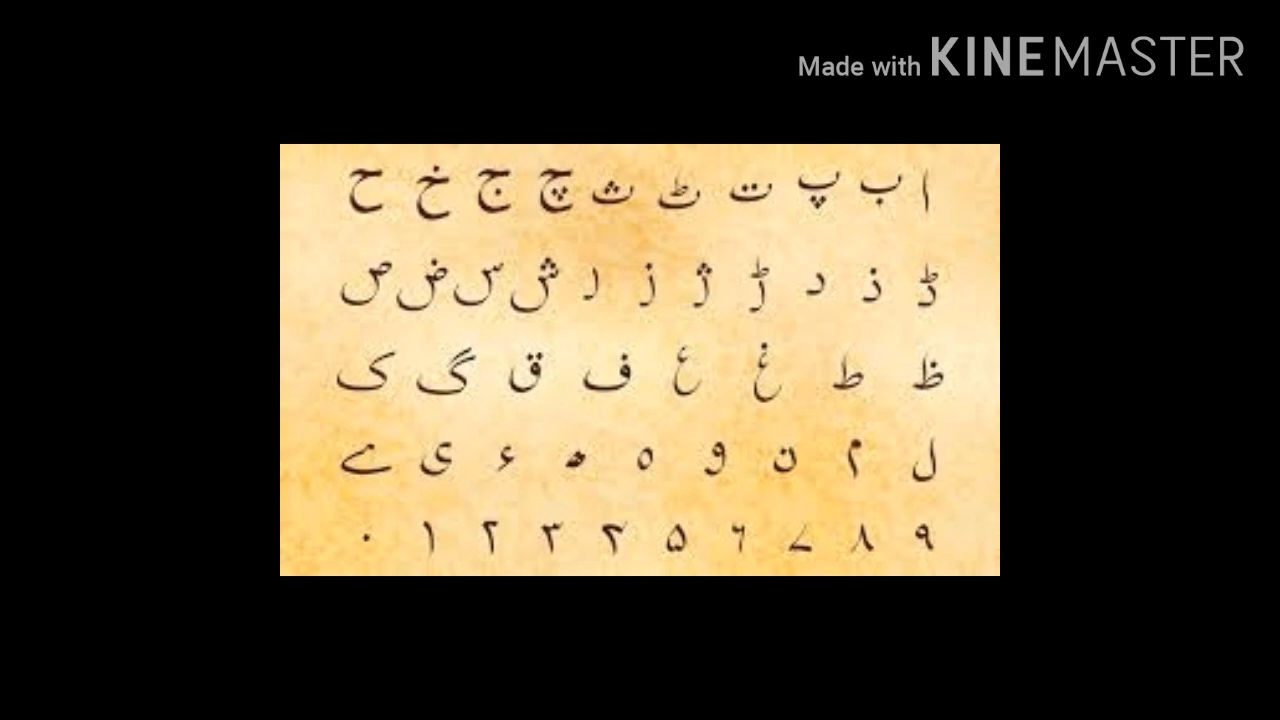 Made with KINEMASTER
ا ب پ ت ٹ ث چ ج خ ح
ڈ ذ د ڑ ژ ز ر ش س ض ص
ظ ط غ ع ف ق گ ک
ل م ن و ه ھ ء ی ے
۰ ۱ ۲ ۳ ۴ ۵ ۶ ۷ ۸ ۹